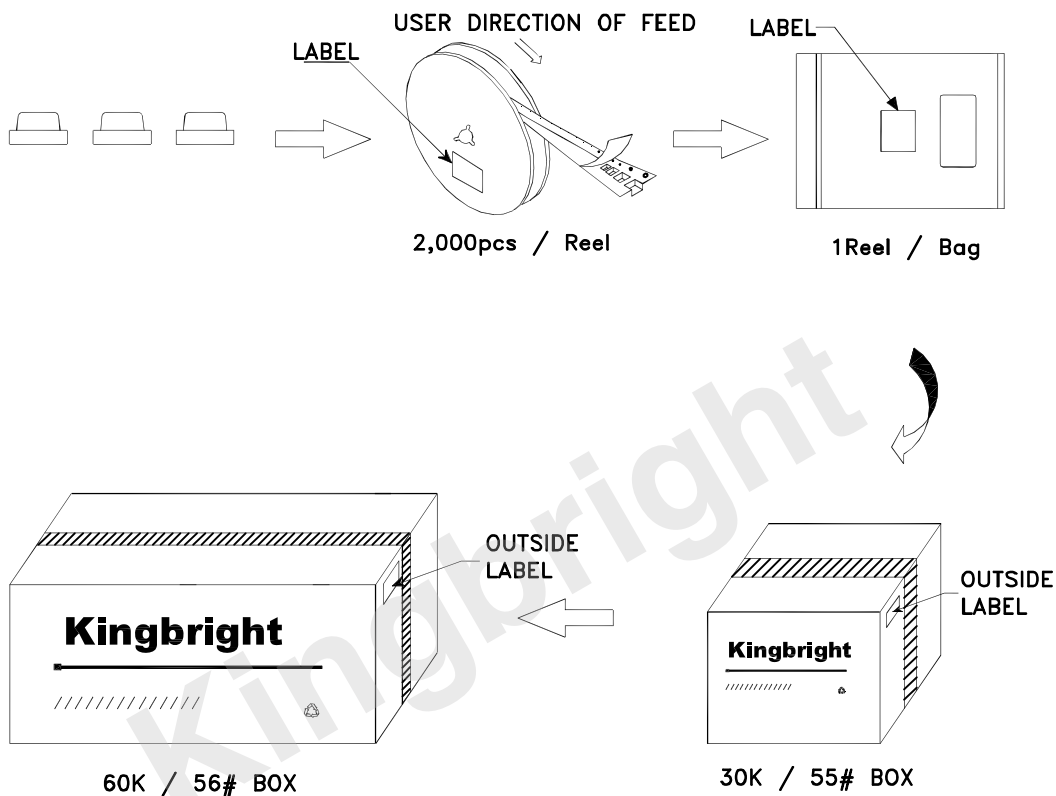 USER DIRECTION OF FEED
LABEL
LABEL
2,000pcs / Reel
1Reel / Bag
OUTSIDE
LABEL
OUTSIDE
LABEL
Kingbright
Kingbright
60K / 56# BOX
30K / 55# BOX
Kingbright